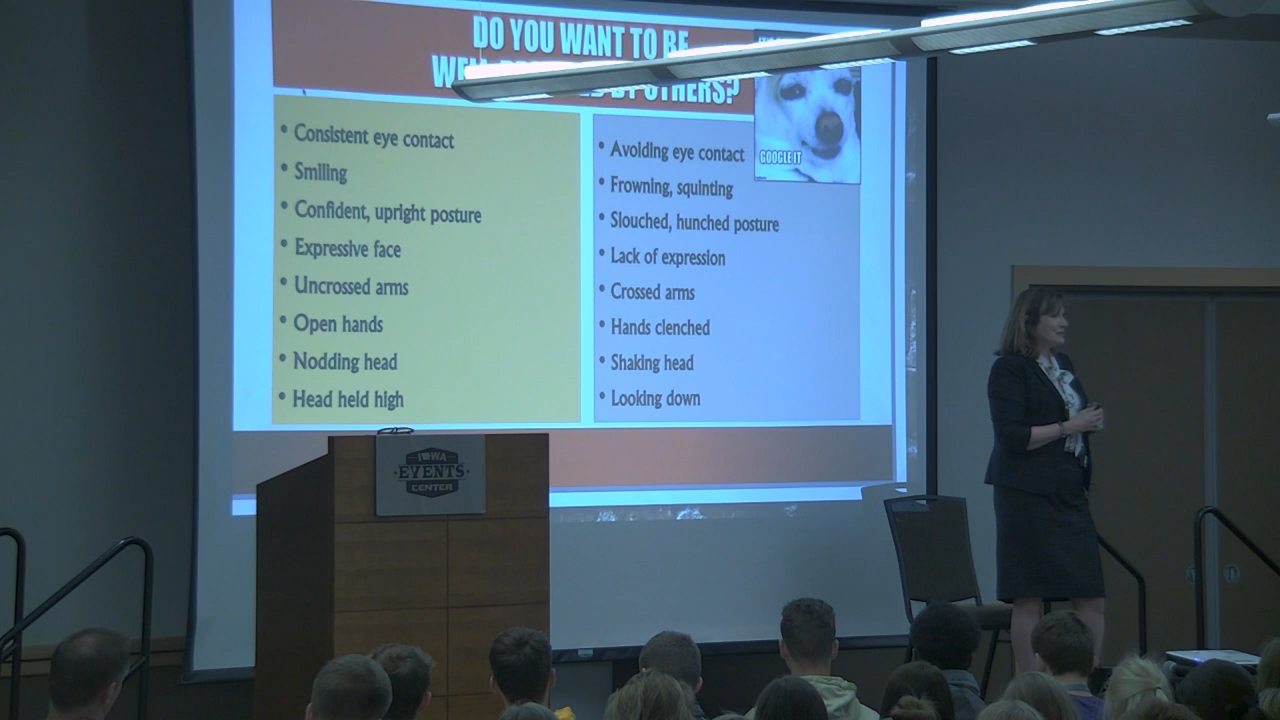 DO YOU WANT TO BE
OTHERS?
GOOGLE IT
• Consistent eye contact
• Smiling
• Confident, upright posture
• Expressive face
• Uncrossed arms
• Open hands
• Nodding head
• Head held high
• Avoiding eye contact
• Frowning, squinting
• Slouched, hunched posture
• Lack of expression
• Crossed arms
• Hands clenched
• Shaking head
• Looking down
IOWA
EVENTS
CENTER